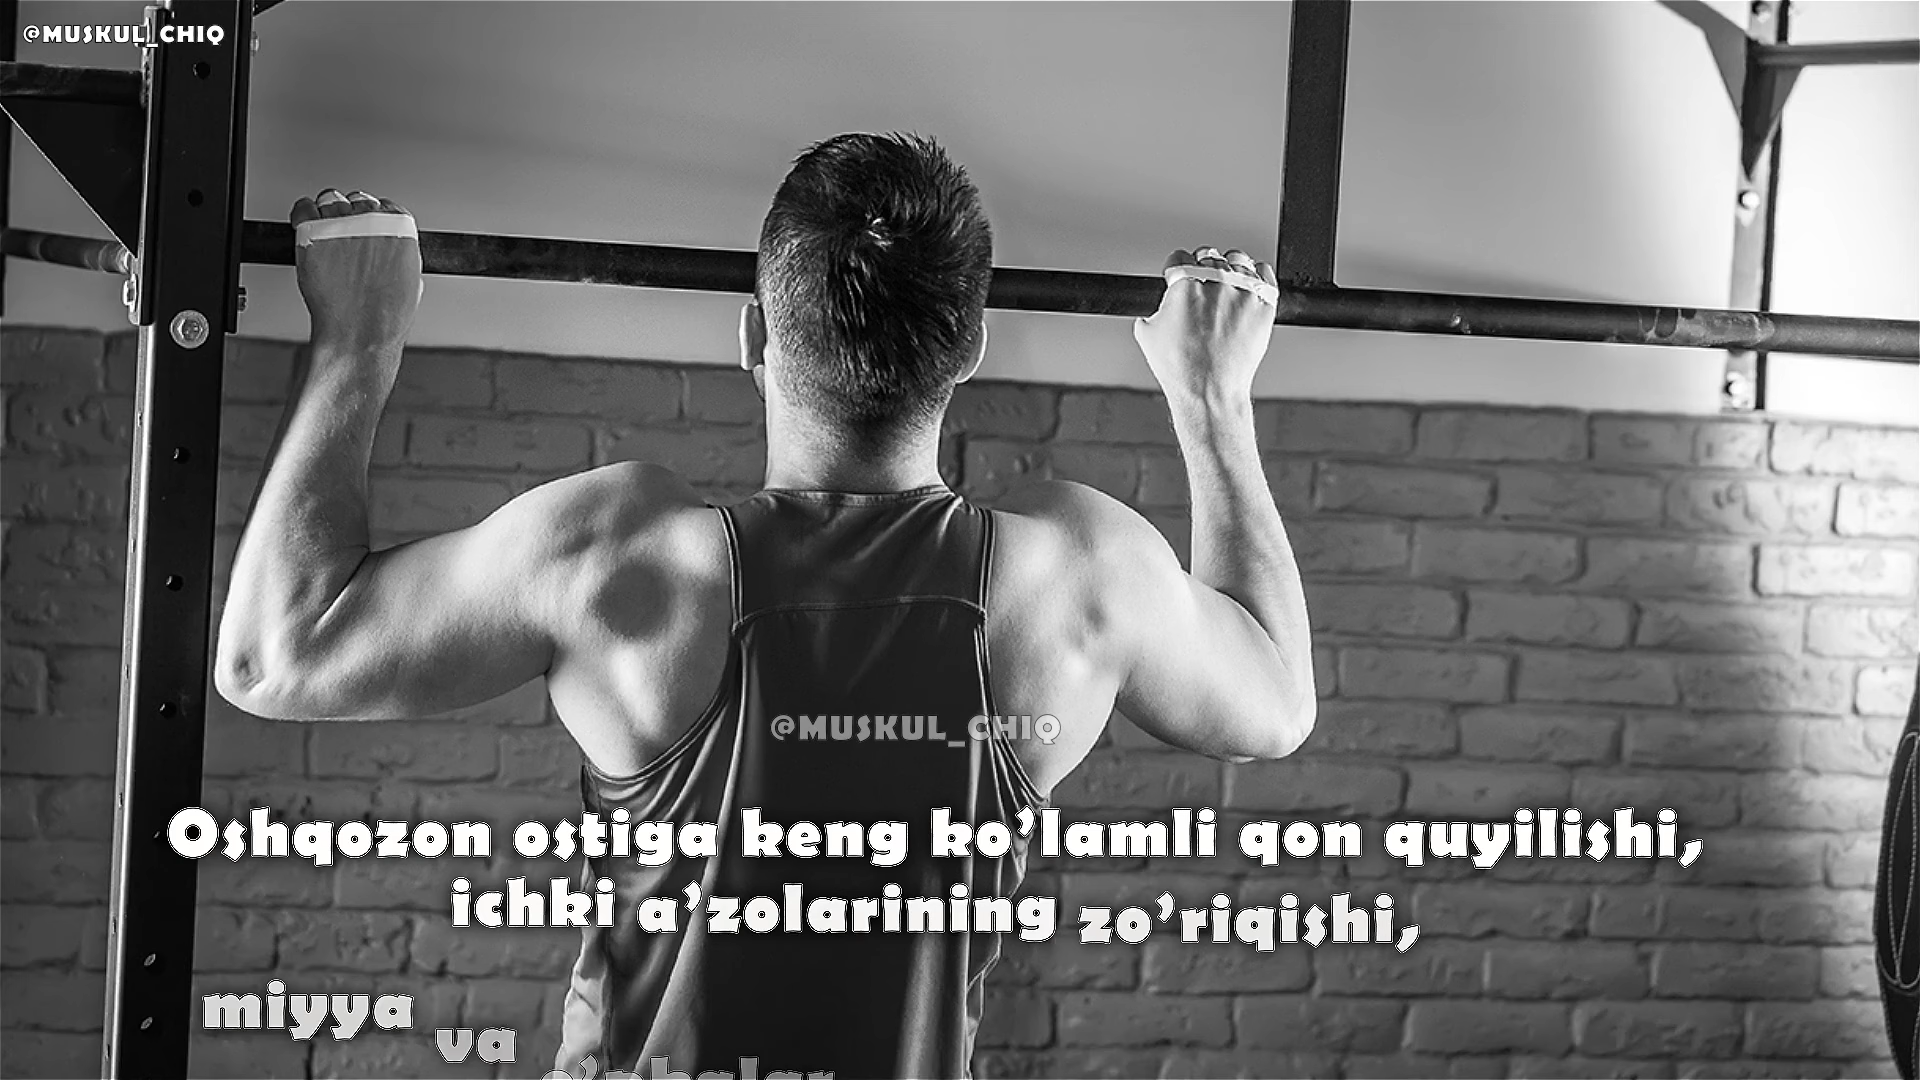 @MUSKUL_CHIQ
@MUSKUL_CHIQ
Oshqozon ostiga keng ko'lamli qon quyilishi,
ichki a'zolarining zo'riqishi,
miyya va